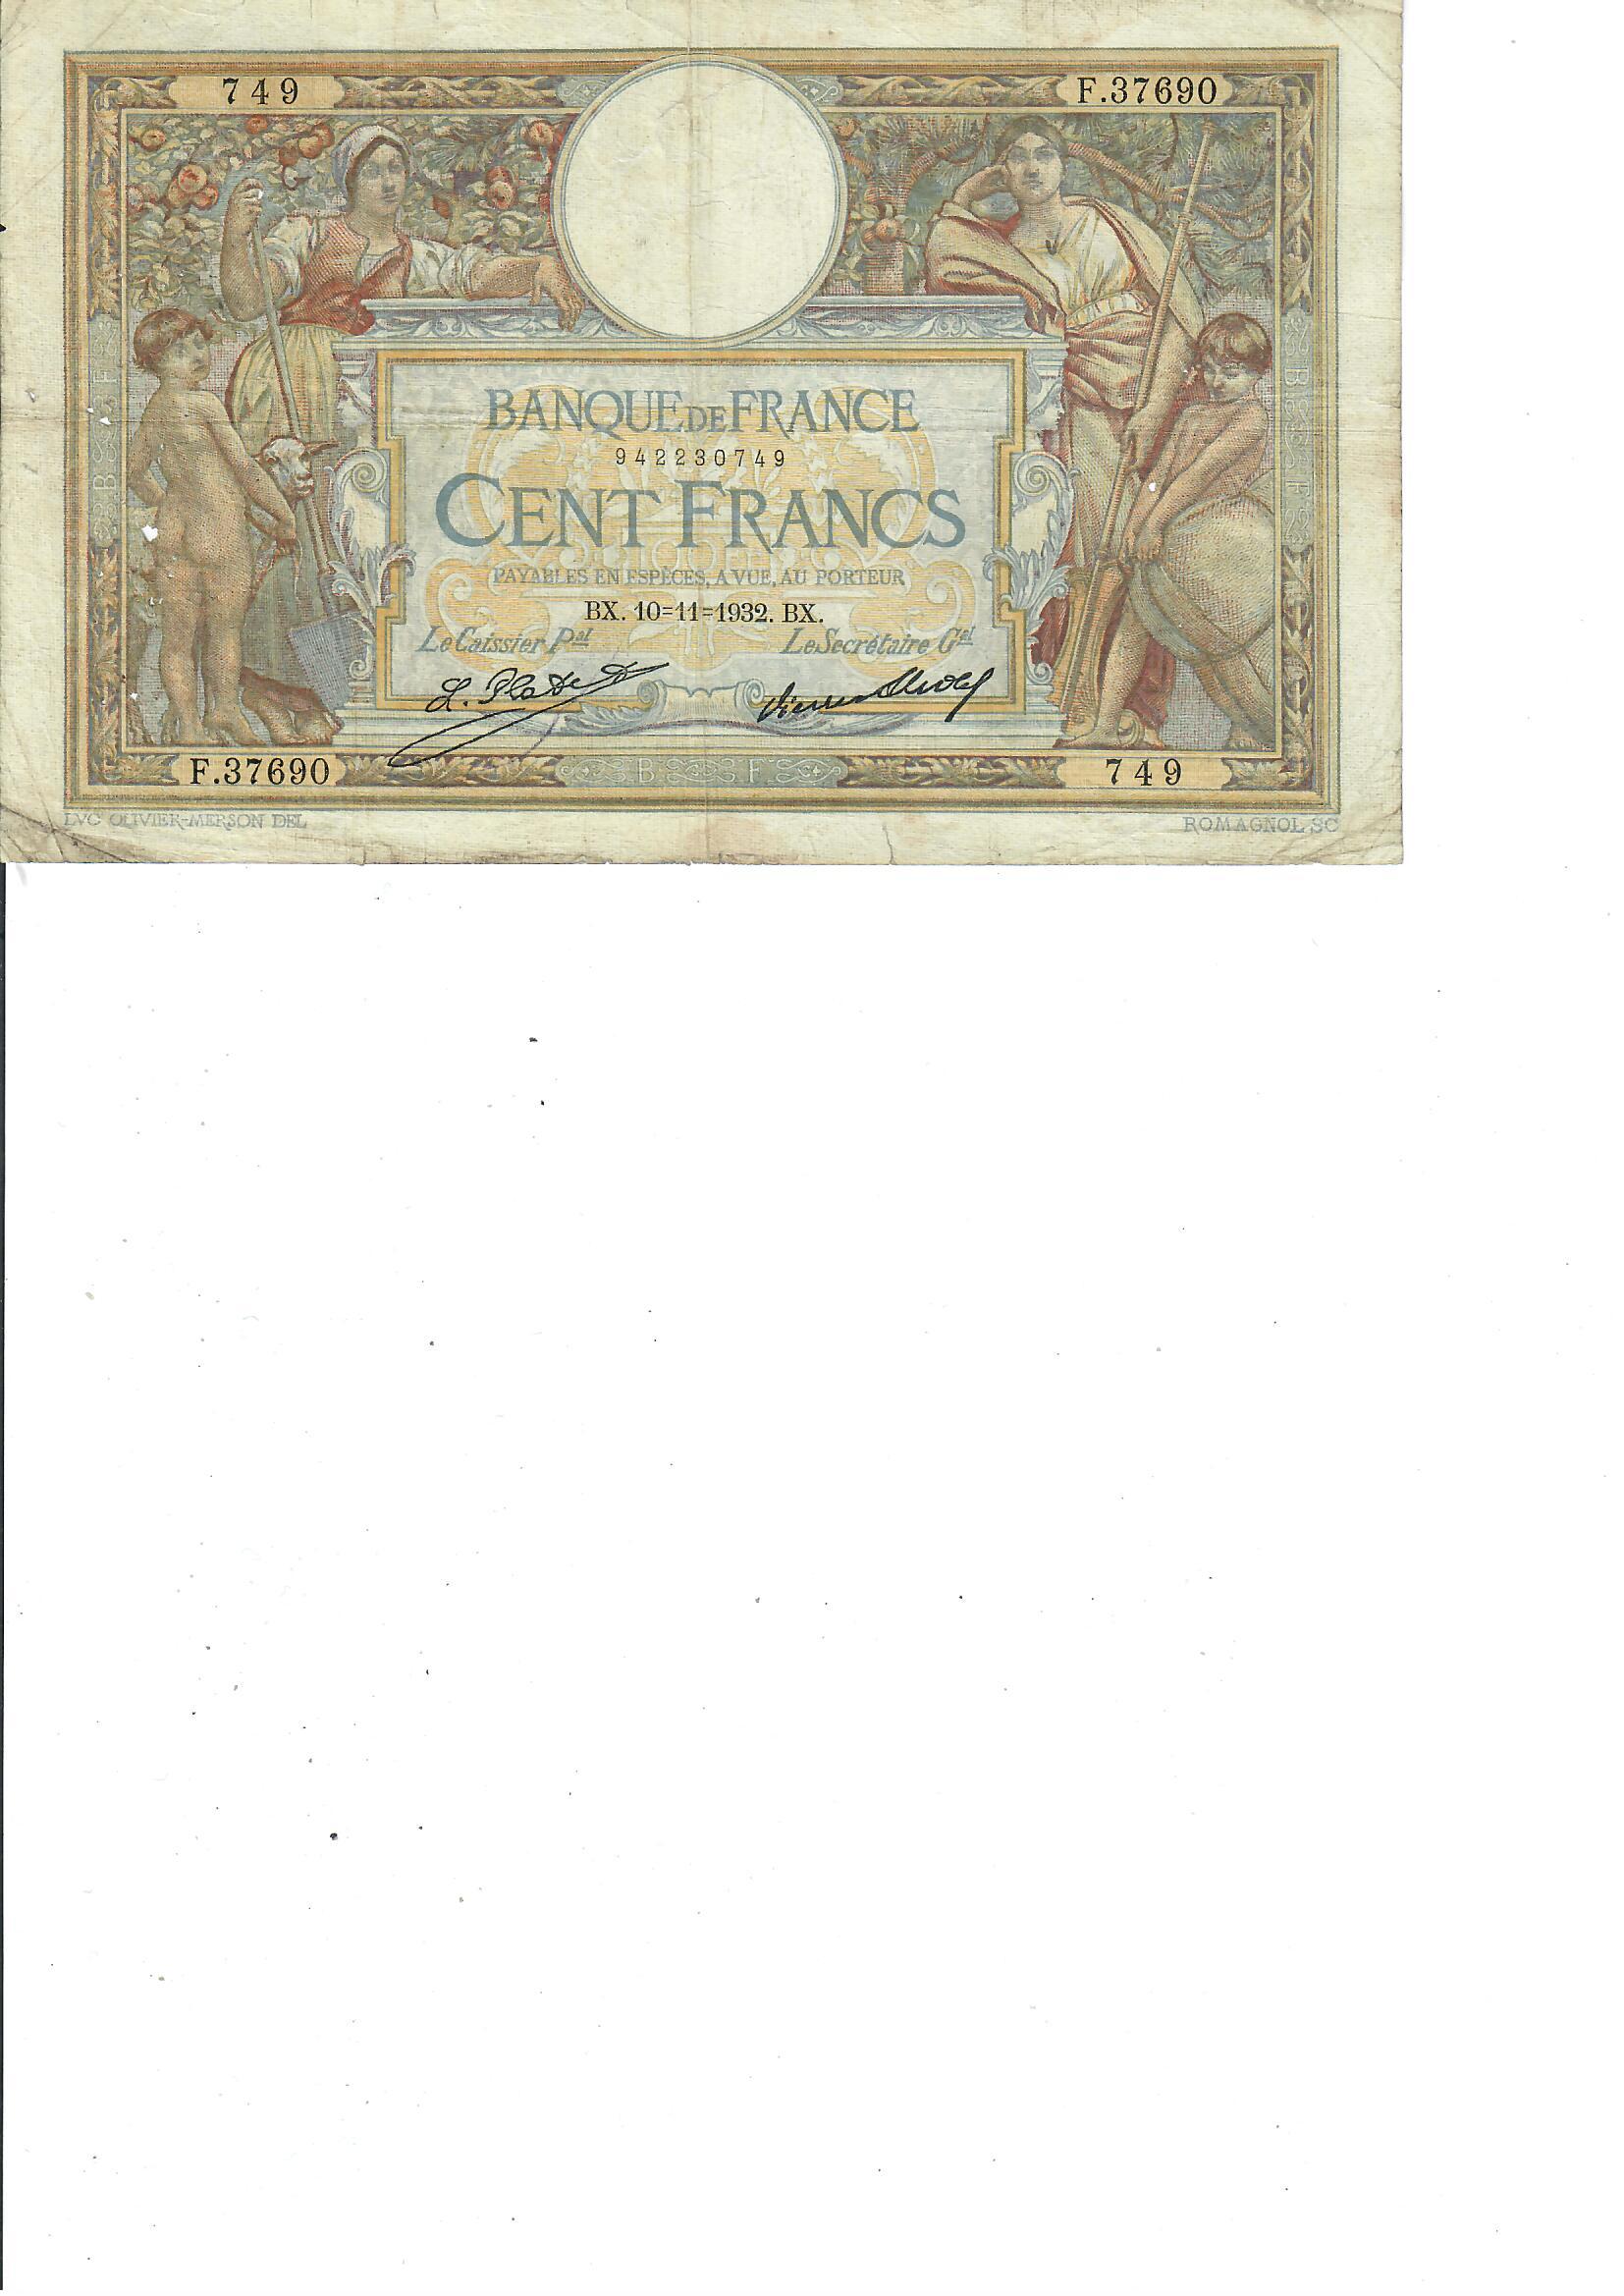 749 F.37690
BANQUE DE FRANCE
942230749
CENT FRANCS
PAYABLES EN ESPÈCES, A VUE, AU PORTEUR
BX. 10=11=1932. BX.
Le Caissier Pal Le Secrétaire Gal
F.37690 B F 749
LVC OLIVIER-MERSON DEL ROMAGNOL SC
B F
B F